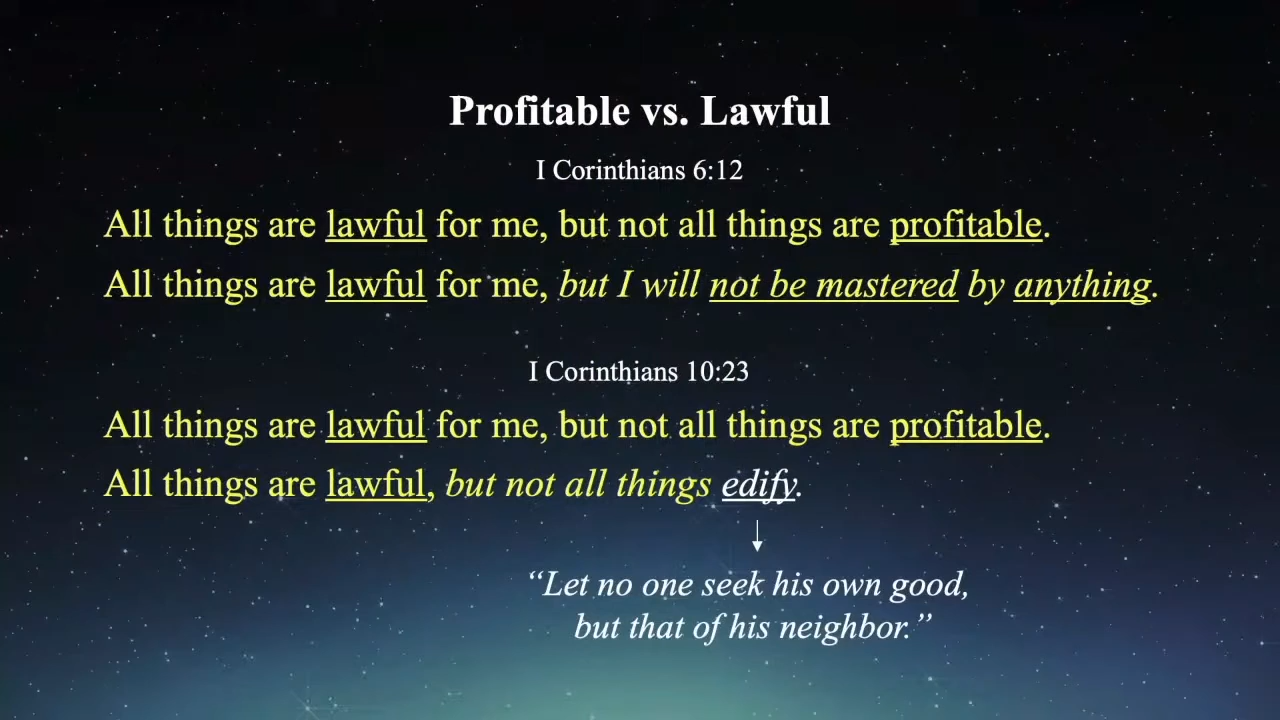 Profitable vs. Lawful
I Corinthians 6:12
All things are lawful for me, but not all things are profitable.
All things are lawful for me, but I will not be mastered by anything.
I Corinthians 10:23
All things are lawful for me, but not all things are profitable.
All things are lawful, but not all things edify.
“Let no one seek his own good,
but that of his neighbor.”